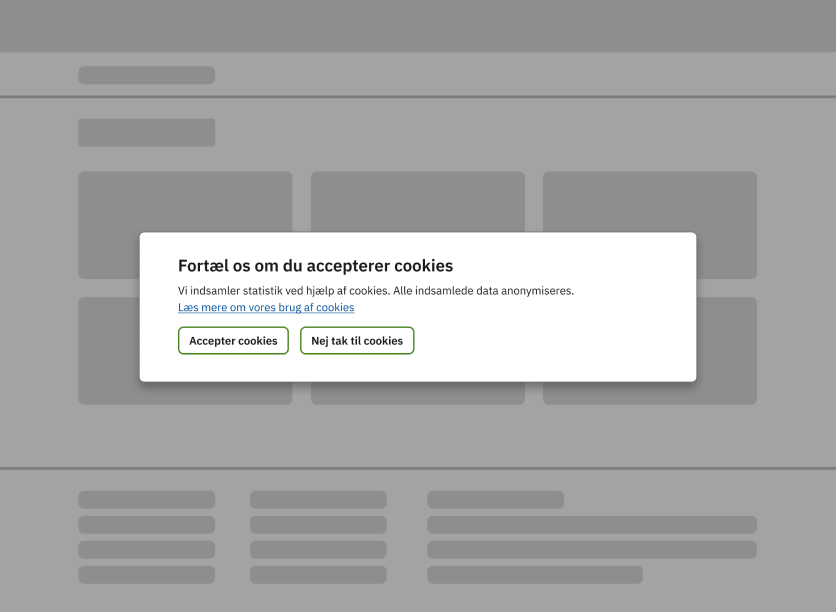 Fortæl os om du accepterer cookies
Vi indsamler statistik ved hjælp af cookies. Alle indsamlede data anonymiseres.
Læs mere om vores brug af cookies
Accepter cookies
Nej tak til cookies